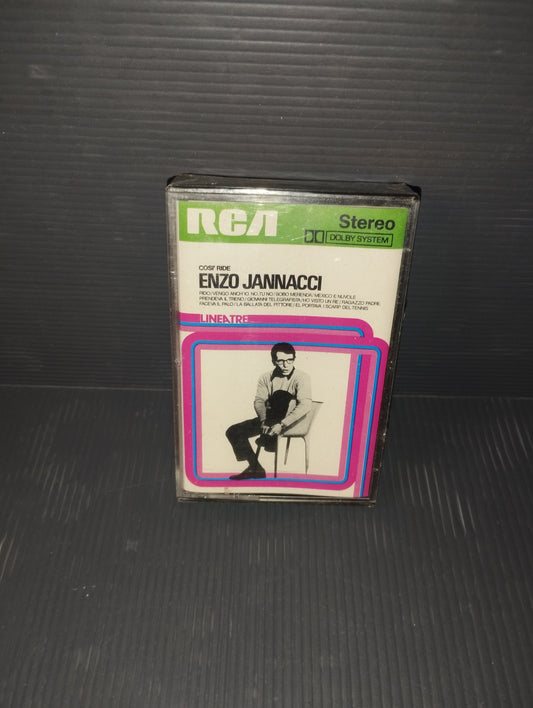 RCA
Stereo
DOLBY SYSTEM
COSI' RIDE
ENZO JANNACCI
RIDO / VENGO ANCH'IO. NO, TU NO / GOBO MERENDA / MEXICO E NUVOLE
PRENDEVA IL TRENO / GIOVANNI TELEGRAFISTA / HO VISTO UN RE / RAGAZZO PADRE
FACEVA IL PALO / LA BALLATA DEL PITTORE / EL PORTAVA I SCARP DEL TENNIS
LINEATRE